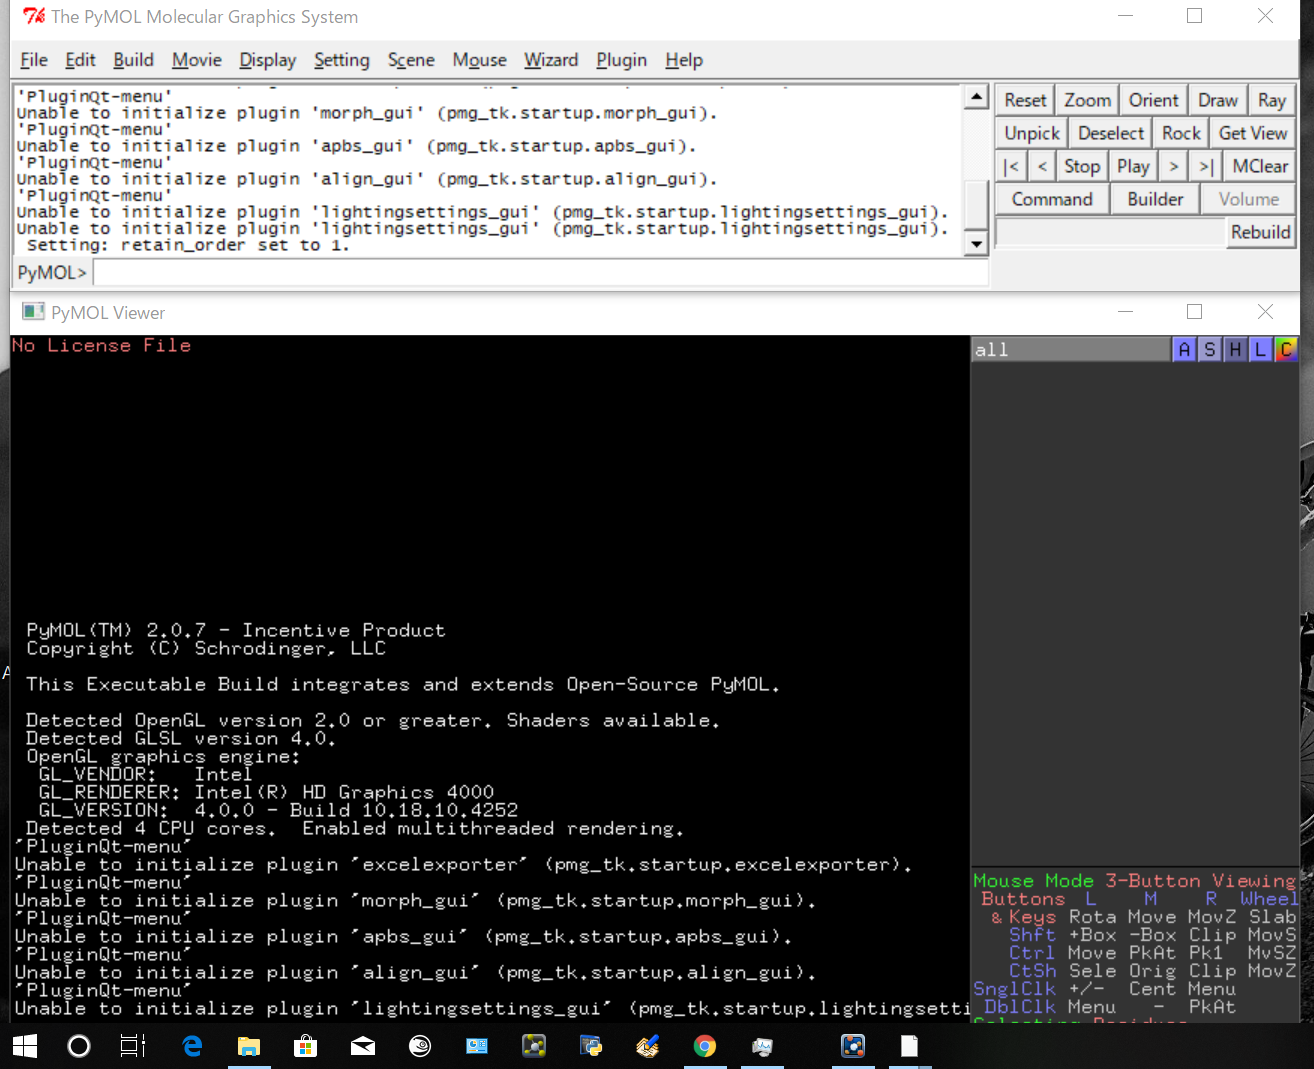 The PyMOL Molecular Graphics System
File Edit Build Movie Display Setting Scene Mouse Wizard Plugin Help
'PluginQt-menu'
Unable to initialize plugin 'morph_gui' (pmg_tk.startup.morph_gui).
'PluginQt-menu'
Unable to initialize plugin 'apbs_gui' (pmg_tk.startup.apbs_gui).
'PluginQt-menu'
Unable to initialize plugin 'align_gui' (pmg_tk.startup.align_gui).
'PluginQt-menu'
Unable to initialize plugin 'lightingsettings_gui' (pmg_tk.startup.lightingsettings_gui).
Unable to initialize plugin 'lightingsettings_gui' (pmg_tk.startup.lightingsettings_gui).
Setting: retain_order set to 1.
PyMOL>
Reset Zoom Orient Draw Ray
Unpick Deselect Rock Get View
|< < Stop Play > >| MClear
Command Builder Volume
Rebuild
PyMOL Viewer
No License File
all A S H L C
PyMOL(TM) 2.0.7 - Incentive Product
Copyright (C) Schrodinger, LLC
This Executable Build integrates and extends Open-Source PyMOL.
Detected OpenGL version 2.0 or greater. Shaders available.
Detected GLSL version 4.0.
OpenGL graphics engine:
GL_VENDOR: Intel
GL_RENDERER: Intel(R) HD Graphics 4000
GL_VERSION: 4.0.0 - Build 10.18.10.4252
Detected 4 CPU cores. Enabled multithreaded rendering.
'PluginQt-menu'
Unable to initialize plugin 'excelexporter' (pmg_tk.startup.excelexporter).
'PluginQt-menu'
Unable to initialize plugin 'morph_gui' (pmg_tk.startup.morph_gui).
'PluginQt-menu'
Unable to initialize plugin 'apbs_gui' (pmg_tk.startup.apbs_gui).
'PluginQt-menu'
Unable to initialize plugin 'align_gui' (pmg_tk.startup.align_gui).
'PluginQt-menu'
Unable to initialize plugin 'lightingsettings_gui' (pmg_tk.startup.lightingsetti
Mouse Mode 3-Button Viewing
Buttons L M R Wheel
& Keys Rota Move MovZ Slab
Shft +Box -Box Clip MovS
Ctrl Move PkAt Pk1 MvSZ
CtSh Sele Orig Clip MovZ
SnglClk +/- Cent Menu
DblClk Menu - PkAt
Selecting Residues